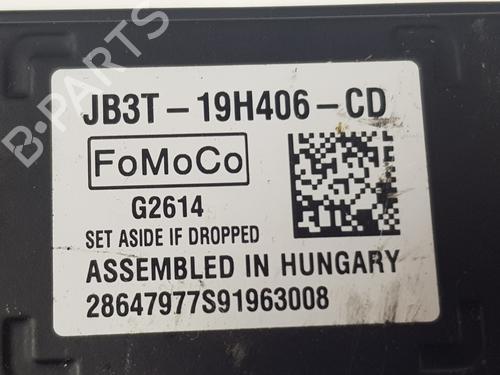 JB3T-19H406-CD
FoMoCo
G2614
SET ASIDE IF DROPPED
ASSEMBLED IN HUNGARY
28647977S91963008
B-PARTS